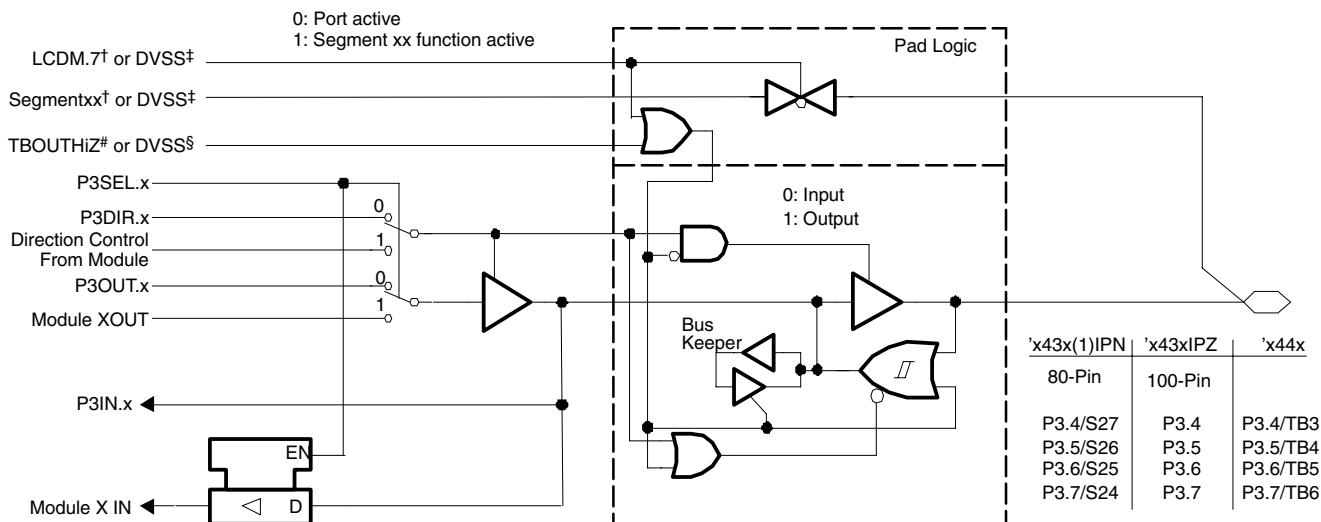 0: Port active
1: Segment xx function active
Pad Logic
LCDM.7† or DVSS‡
Segmentxx† or DVSS‡
TBOUTHiZ# or DVSS§
P3SEL.x
0: Input
1: Output
P3DIR.x
0
Direction Control
From Module
1
P3OUT.x
0
Module XOUT
1
Bus
Keeper
'x43x(1)IPN 'x43xIPZ 'x44x
80-Pin 100-Pin
P3.4/S27 P3.4 P3.4/TB3
P3.5/S26 P3.5 P3.5/TB4
P3.6/S25 P3.6 P3.6/TB5
P3.7/S24 P3.7 P3.7/TB6
P3IN.x
EN
Module X IN
D